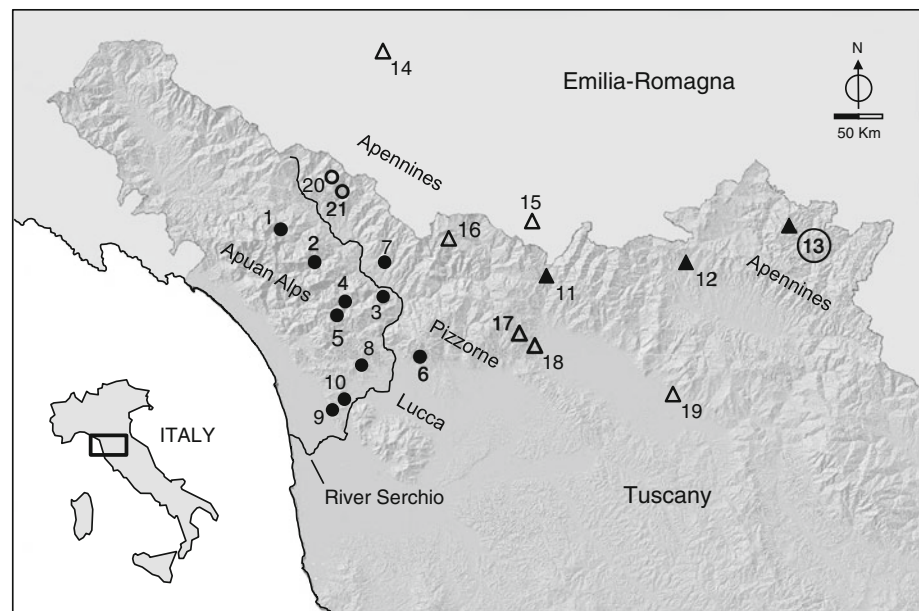 N
14
Emilia-Romagna
50 Km
Apennines
20
21
15
1
16
13
2
7
12
Apennines
Apuan Alps
11
4
3
5
17
Pizzorne
18
8
6
10
19
9
Lucca
ITALY
River Serchio
Tuscany